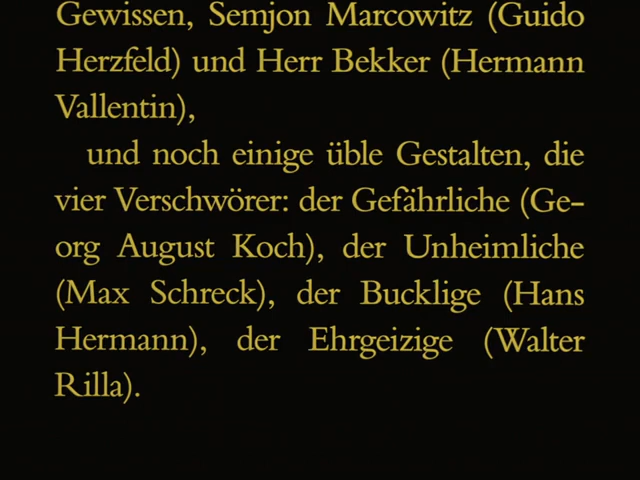 Gewissen, Semjon Marcowitz (Guido
Herzfeld) und Herr Bekker (Hermann
Vallentin),
und noch einige üble Gestalten, die
vier Verschwörer: der Gefährliche (Ge-
org August Koch), der Unheimliche
(Max Schreck), der Bucklige (Hans
Hermann), der Ehrgeizige (Walter
Rilla).